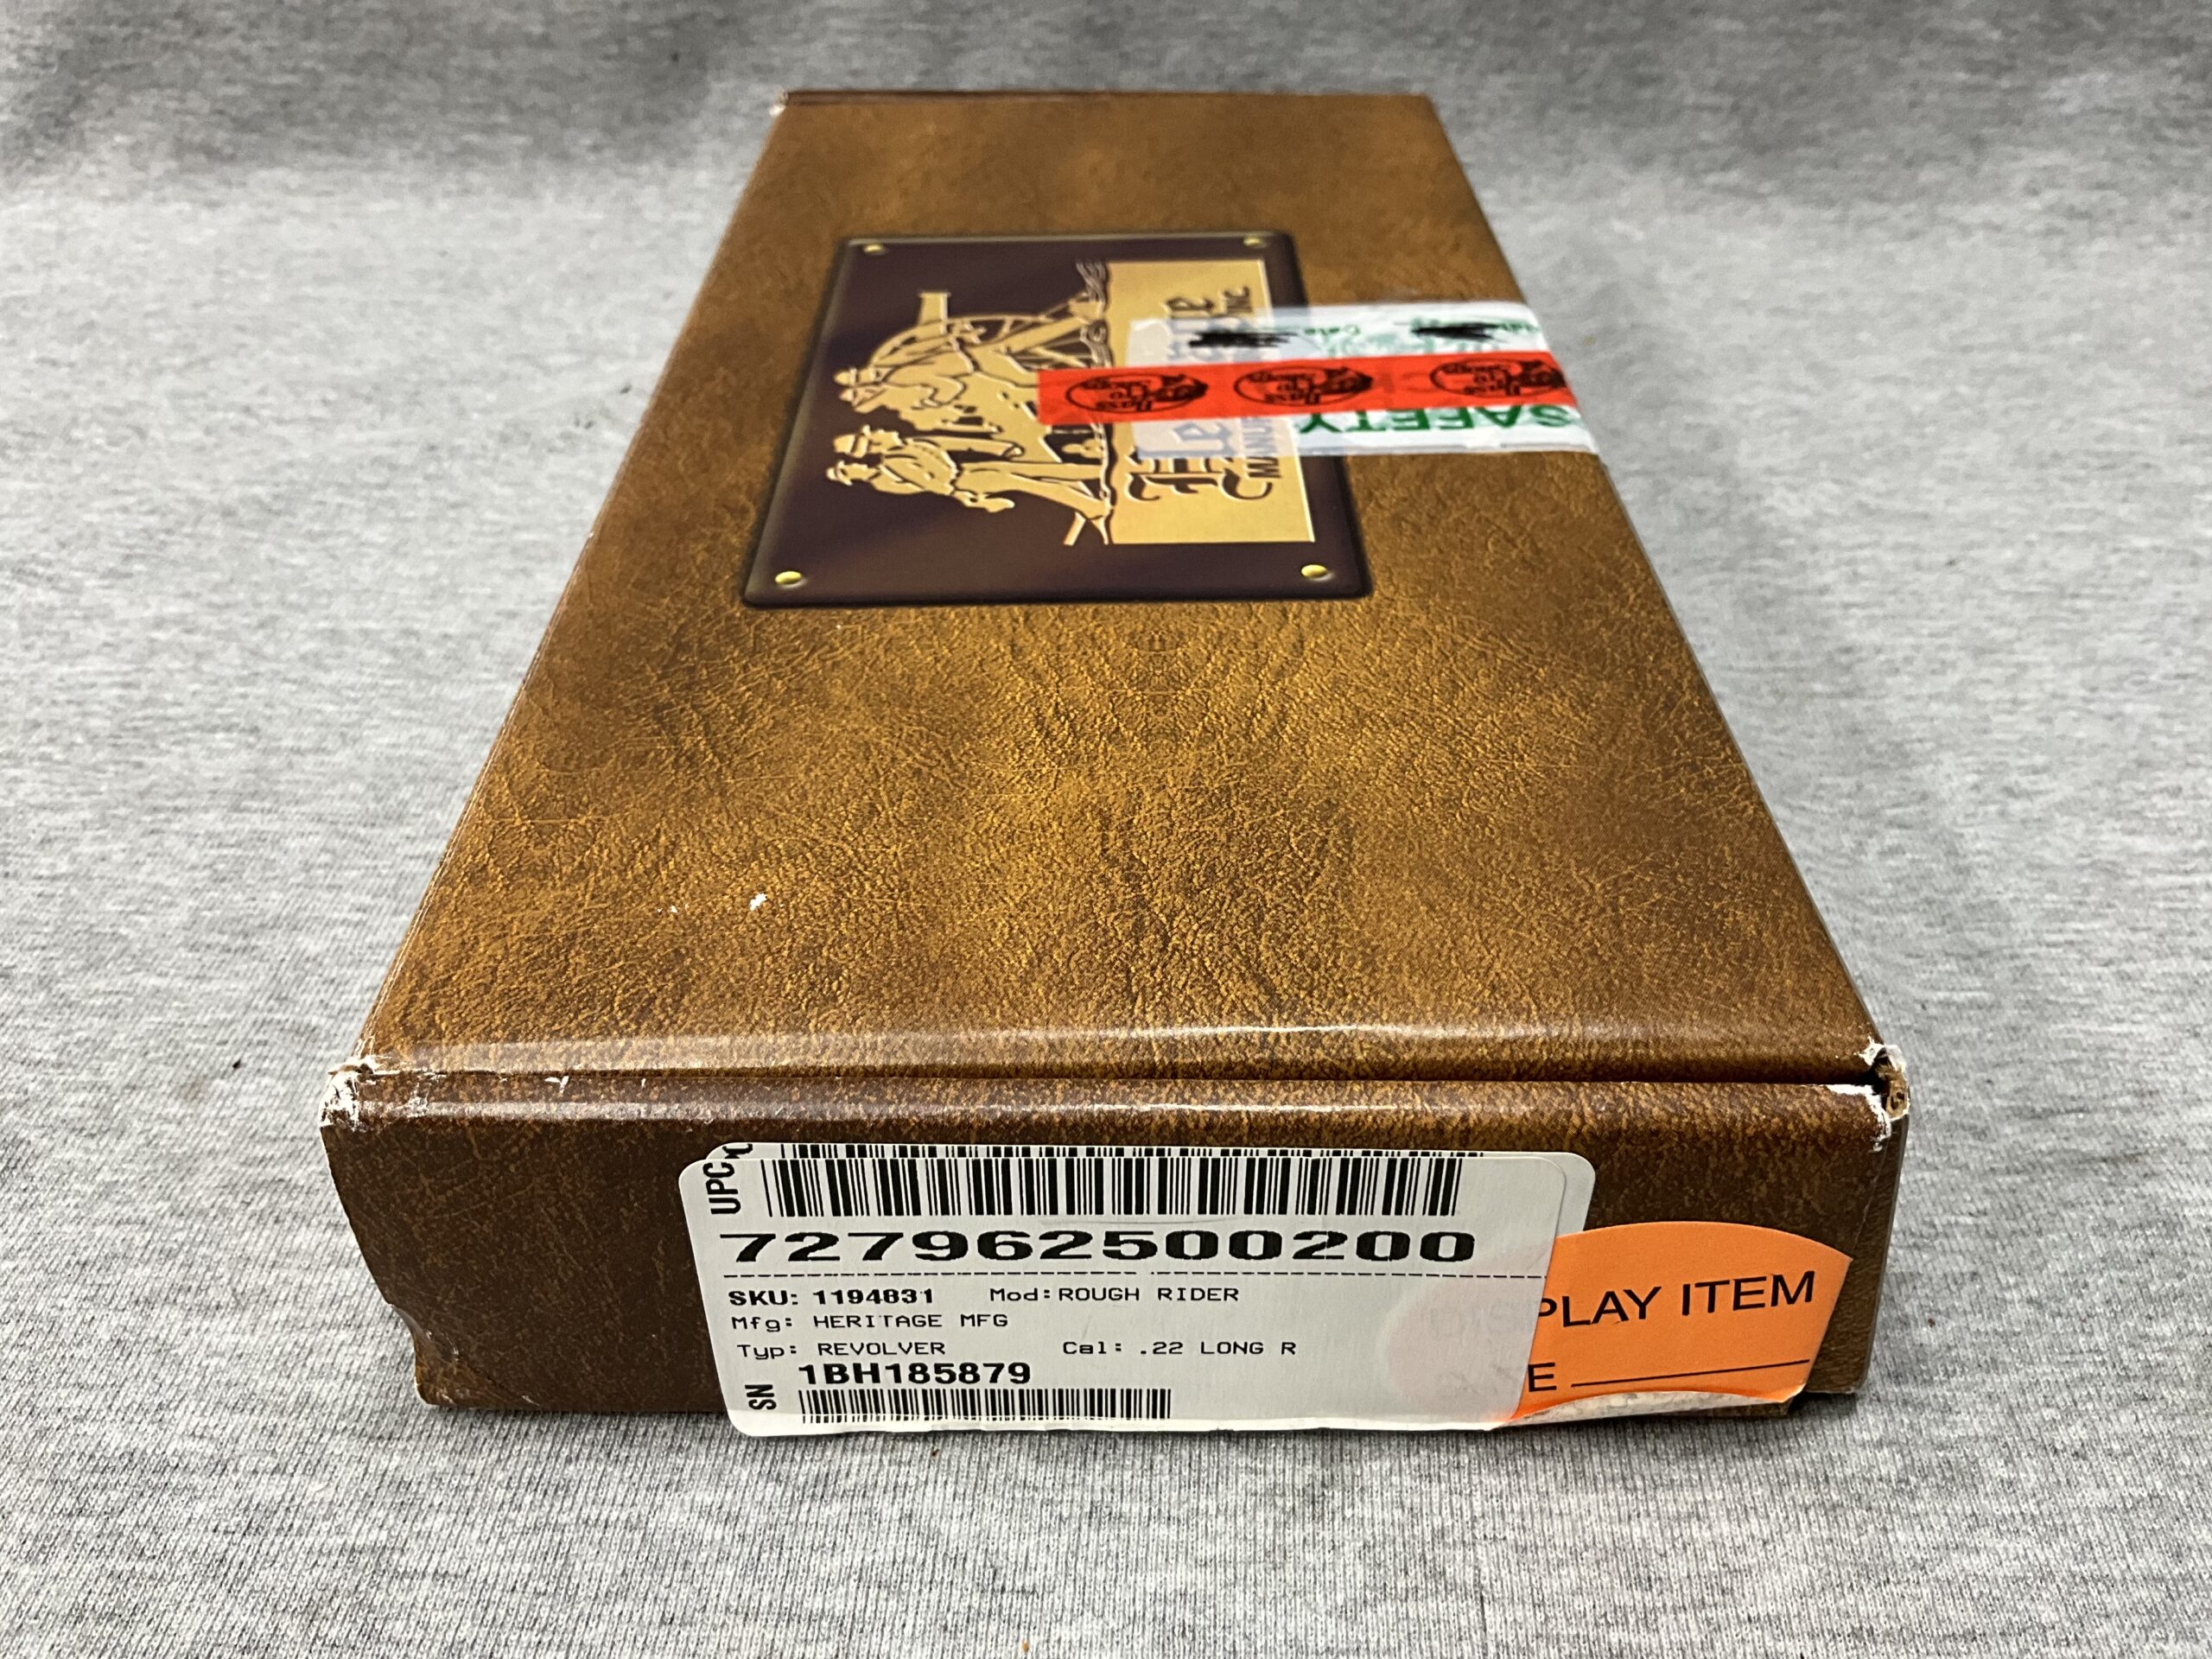 SAFETY
UPC
727962500200
SKU: 1194831 Mod: ROUGH RIDER
Mfg: HERITAGE MFG
Typ: REVOLVER Cal: .22 LONG R
SN 1BH185879
PLAY ITEM
E